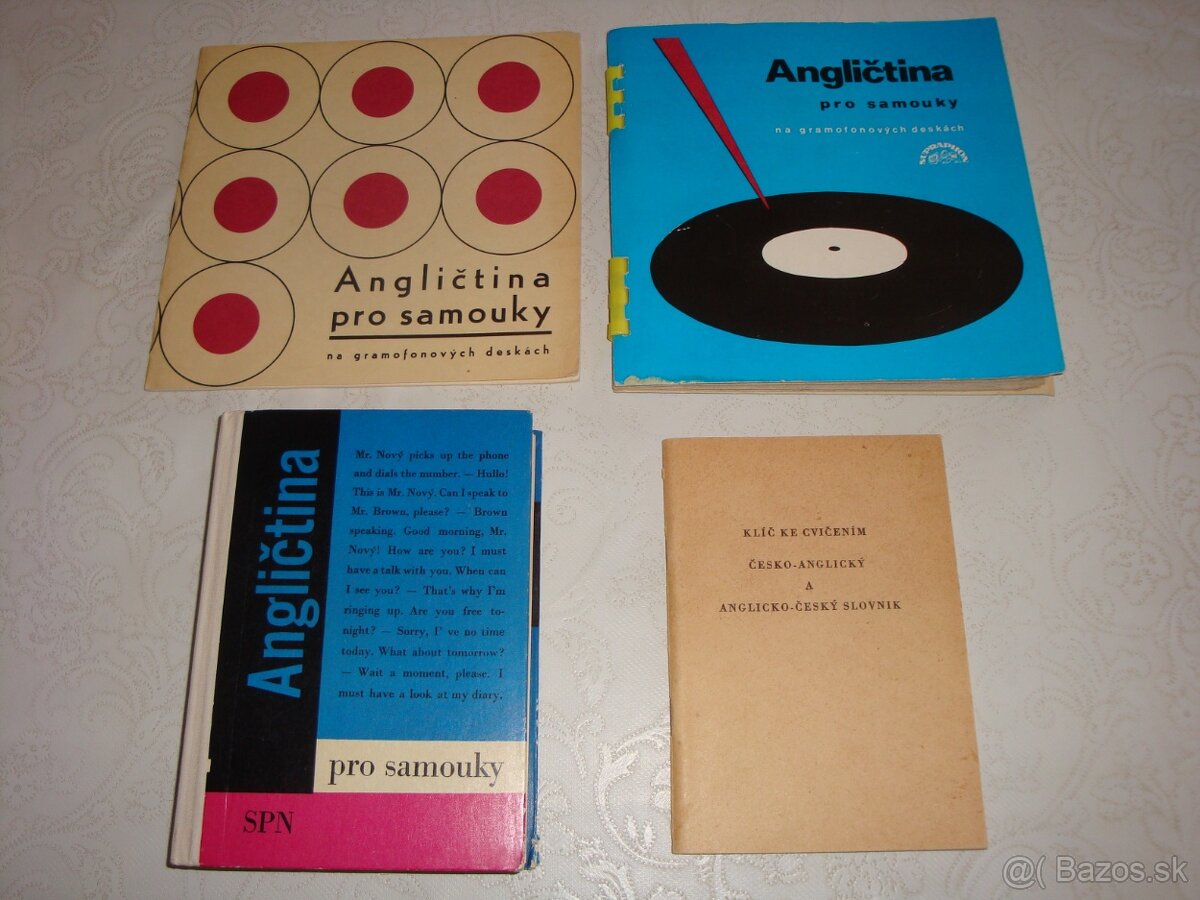 Angličtina
pro samouky
na gramofonových deskách
Angličtina
pro samouky
na gramofonových deskách
SUPRAPHON
Angličtina
Mr. Nový picks up the phone
and dials the number. — Hullo!
This is Mr. Nový. Can I speak to
Mr. Brown, please? — Brown
speaking. Good morning, Mr.
Nový! How are you? I must
have a talk with you. When can
I see you? — That's why I'm
ringing up. Are you free to-
night? — Sorry, I' ve no time
today. What about tomorrow?
— Wait a moment, please. I
must have a look at my diary.
pro samouky
SPN
KLÍČ KE CVIČENÍM
ČESKO-ANGLICKÝ
A
ANGLICKO-ČESKÝ SLOVNIK
@( Bazos.sk